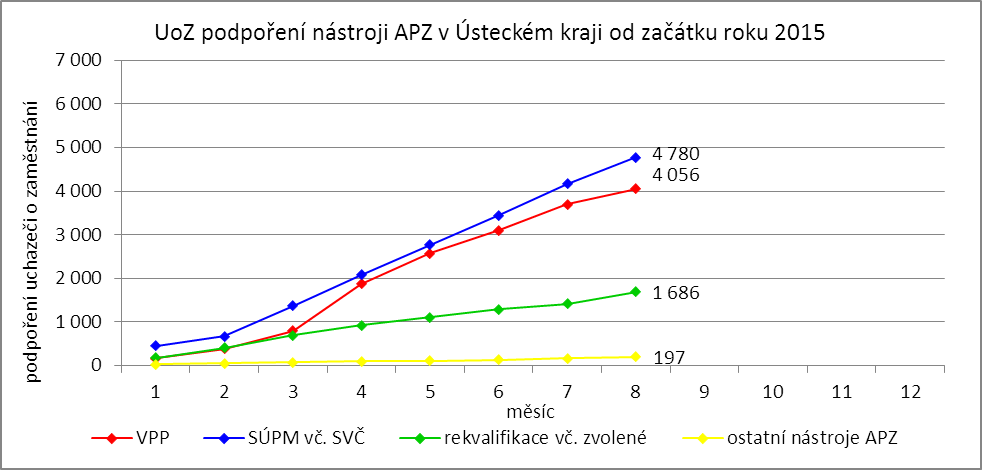 UoZ podpoření nástroji APZ v Ústeckém kraji od začátku roku 2015
podpoření uchazeči o zaměstnání
7 000
6 000
5 000
4 000
3 000
2 000
1 000
0
4 780
4 056
1 686
197
1 2 3 4 5 6 7 8 9 10 11 12
měsíc
VPP SÚPM vč. SVČ rekvalifikace vč. zvolené ostatní nástroje APZ